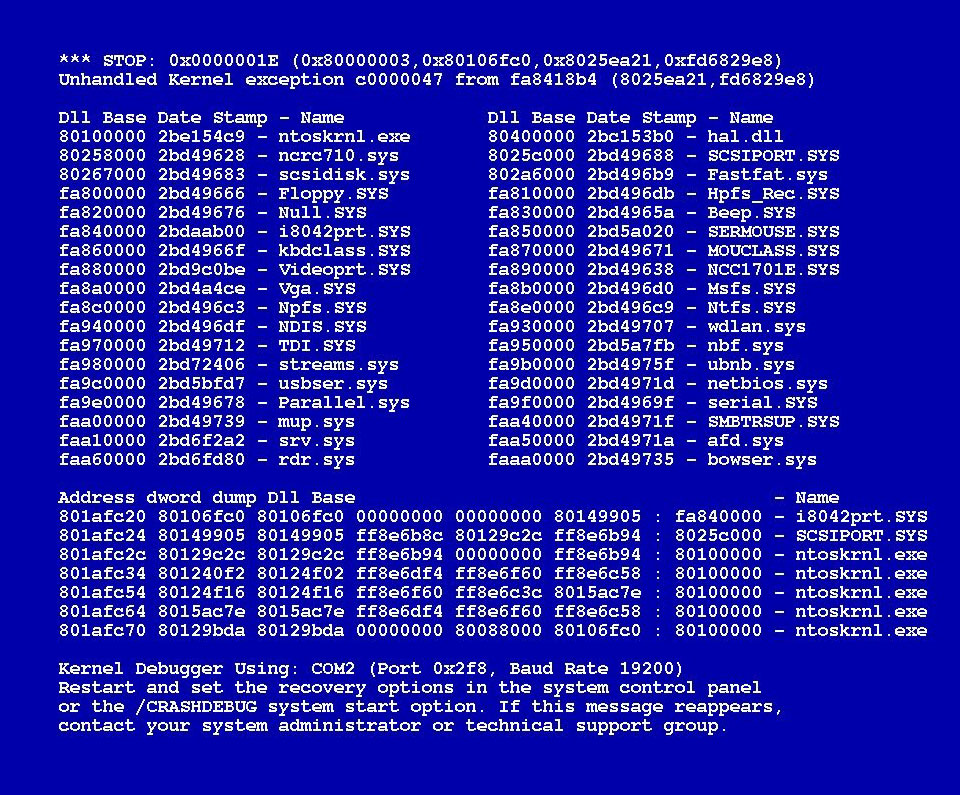 *** STOP: 0x0000001E (0x80000003,0x80106fc0,0x8025ea21,0xfd6829e8)
Unhandled Kernel exception c0000047 from fa8418b4 (8025ea21,fd6829e8)
Dll Base Date Stamp - Name Dll Base Date Stamp - Name
80100000 2be154c9 - ntoskrnl.exe 80400000 2bc153b0 - hal.dll
80258000 2bd49628 - ncrc710.sys 8025c000 2bd49688 - SCSIPORT.SYS
80267000 2bd49683 - scsidisk.sys 802a6000 2bd496b9 - Fastfat.sys
fa800000 2bd49666 - Floppy.SYS fa810000 2bd496db - Hpfs_Rec.SYS
fa820000 2bd49676 - Null.SYS fa830000 2bd4965a - Beep.SYS
fa840000 2bdaab00 - i8042prt.SYS fa850000 2bd5a020 - SERMOUSE.SYS
fa860000 2bd4966f - kbdclass.SYS fa870000 2bd49671 - MOUCLASS.SYS
fa880000 2bd9c0be - Videoprt.SYS fa890000 2bd49638 - NCC1701E.SYS
fa8a0000 2bd4a4ce - Vga.SYS fa8b0000 2bd496d0 - Msfs.SYS
fa8c0000 2bd496c3 - Npfs.SYS fa8e0000 2bd496c9 - Ntfs.SYS
fa940000 2bd496df - NDIS.SYS fa930000 2bd49707 - wdlan.sys
fa970000 2bd49712 - TDI.SYS fa950000 2bd5a7fb - nbf.sys
fa980000 2bd72406 - streams.sys fa9b0000 2bd4975f - ubnb.sys
fa9c0000 2bd5bfd7 - usbser.sys fa9d0000 2bd4971d - netbios.sys
fa9e0000 2bd49678 - Parallel.sys fa9f0000 2bd4969f - serial.SYS
faa00000 2bd49739 - mup.sys faa40000 2bd4971f - SMBTRSUP.SYS
faa10000 2bd6f2a2 - srv.sys faa50000 2bd4971a - afd.sys
faa60000 2bd6fd80 - rdr.sys faaa0000 2bd49735 - bowser.sys
Address dword dump Dll Base - Name
801afc20 80106fc0 80106fc0 00000000 00000000 80149905 : fa840000 - i8042prt.SYS
801afc24 80149905 80149905 ff8e6b8c 80129c2c ff8e6b94 : 8025c000 - SCSIPORT.SYS
801afc2c 80129c2c 80129c2c ff8e6b94 00000000 ff8e6b94 : 80100000 - ntoskrnl.exe
801afc34 801240f2 80124f02 ff8e6df4 ff8e6f60 ff8e6c58 : 80100000 - ntoskrnl.exe
801afc54 80124f16 80124f16 ff8e6f60 ff8e6c3c 8015ac7e : 80100000 - ntoskrnl.exe
801afc64 8015ac7e 8015ac7e ff8e6df4 ff8e6f60 ff8e6c58 : 80100000 - ntoskrnl.exe
801afc70 80129bda 80129bda 00000000 80088000 80106fc0 : 80100000 - ntoskrnl.exe
Kernel Debugger Using: COM2 (Port 0x2f8, Baud Rate 19200)
Restart and set the recovery options in the system control panel
or the /CRASHDEBUG system start option. If this message reappears,
contact your system administrator or technical support group.